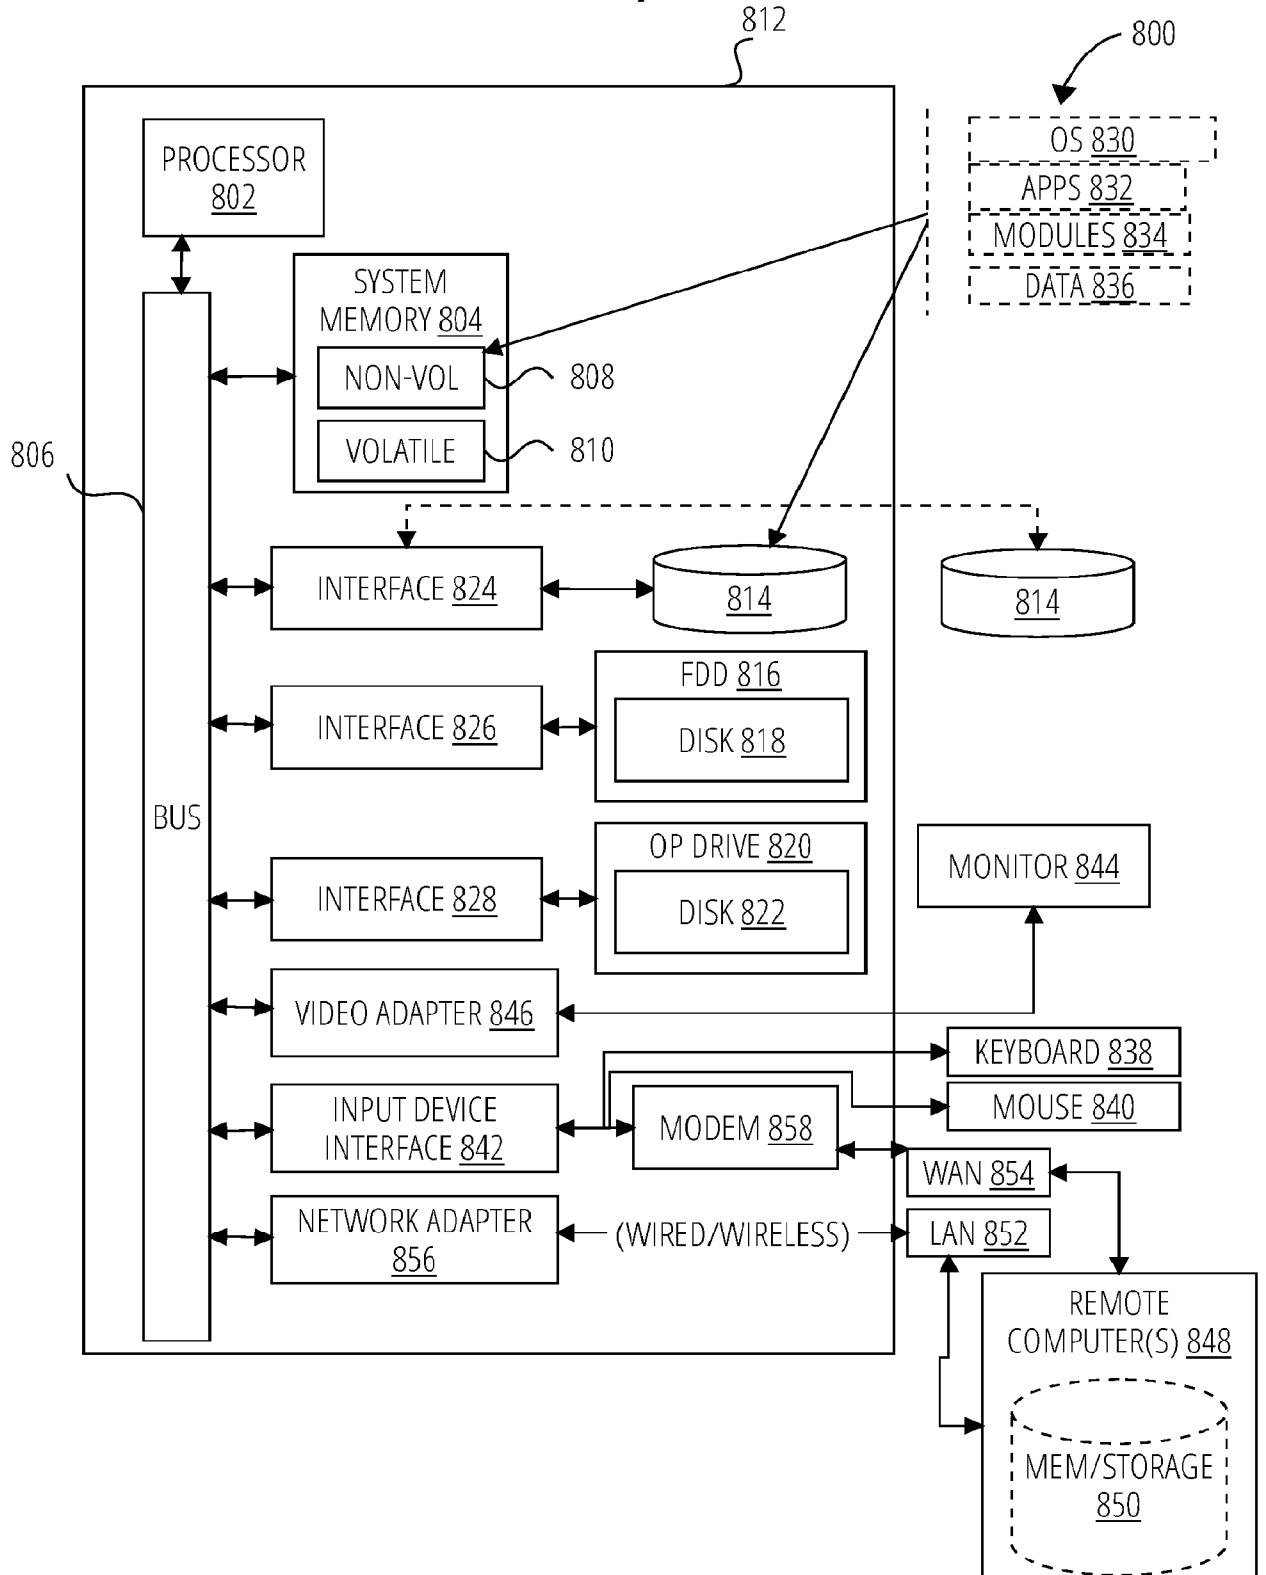 812
800
PROCESSOR
802
OS 830
APPS 832
MODULES 834
DATA 836
SYSTEM
MEMORY 804
NON-VOL
808
VOLATILE
810
806
BUS
INTERFACE 824
814
814
FDD 816
DISK 818
INTERFACE 826
OP DRIVE 820
DISK 822
INTERFACE 828
MONITOR 844
VIDEO ADAPTER 846
KEYBOARD 838
MOUSE 840
INPUT DEVICE
INTERFACE 842
MODEM 858
WAN 854
NETWORK ADAPTER
856
(WIRED/WIRELESS)
LAN 852
REMOTE
COMPUTER(S) 848
MEM/STORAGE
850